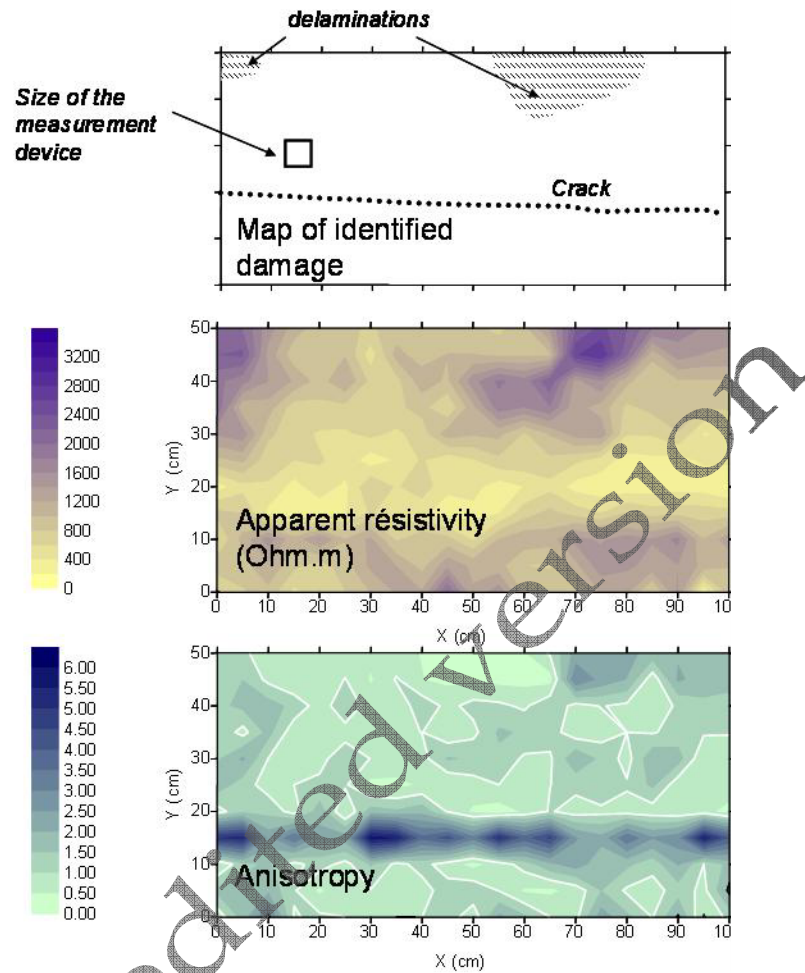 delaminations
Size of the
measurement
device
Crack
Map of identified
damage
3200
2800
2400
2000
1600
1200
800
400
0
50
40
30
20
10
0
Y (cm)
Apparent résistivity
(Ohm.m)
0 10 20 30 40 50 60 70 80 90 10
X (cm)
6.00
5.50
5.00
4.50
4.00
3.50
3.00
2.50
2.00
1.50
1.00
0.50
0.00
50
40
30
20
10
0
Y (cm)
Anisotropy
0 10 20 30 40 50 60 70 80 90 10
X (cm)
edited version